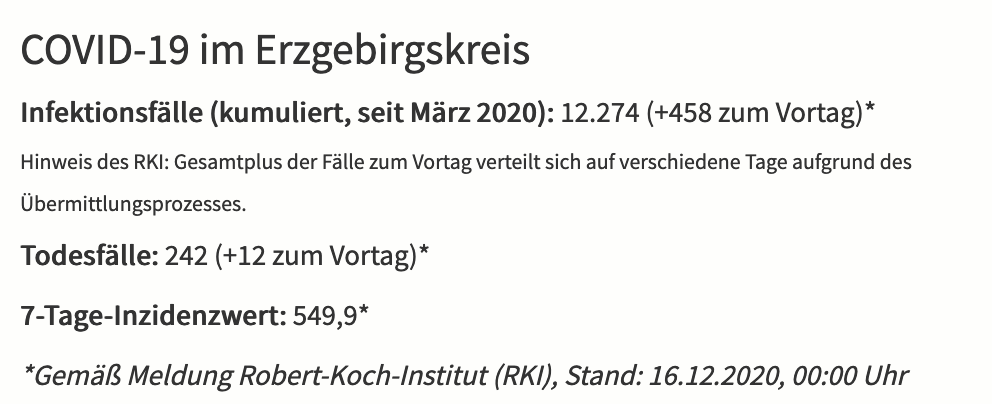 COVID-19 im Erzgebirgskreis
Infektionsfälle (kumuliert, seit März 2020): 12.274 (+458 zum Vortag)*
Hinweis des RKI: Gesamtplus der Fälle zum Vortag verteilt sich auf verschiedene Tage aufgrund des
Übermittlungsprozesses.
Todesfälle: 242 (+12 zum Vortag)*
7-Tage-Inzidenzwert: 549,9*
*Gemäß Meldung Robert-Koch-Institut (RKI), Stand: 16.12.2020, 00:00 Uhr